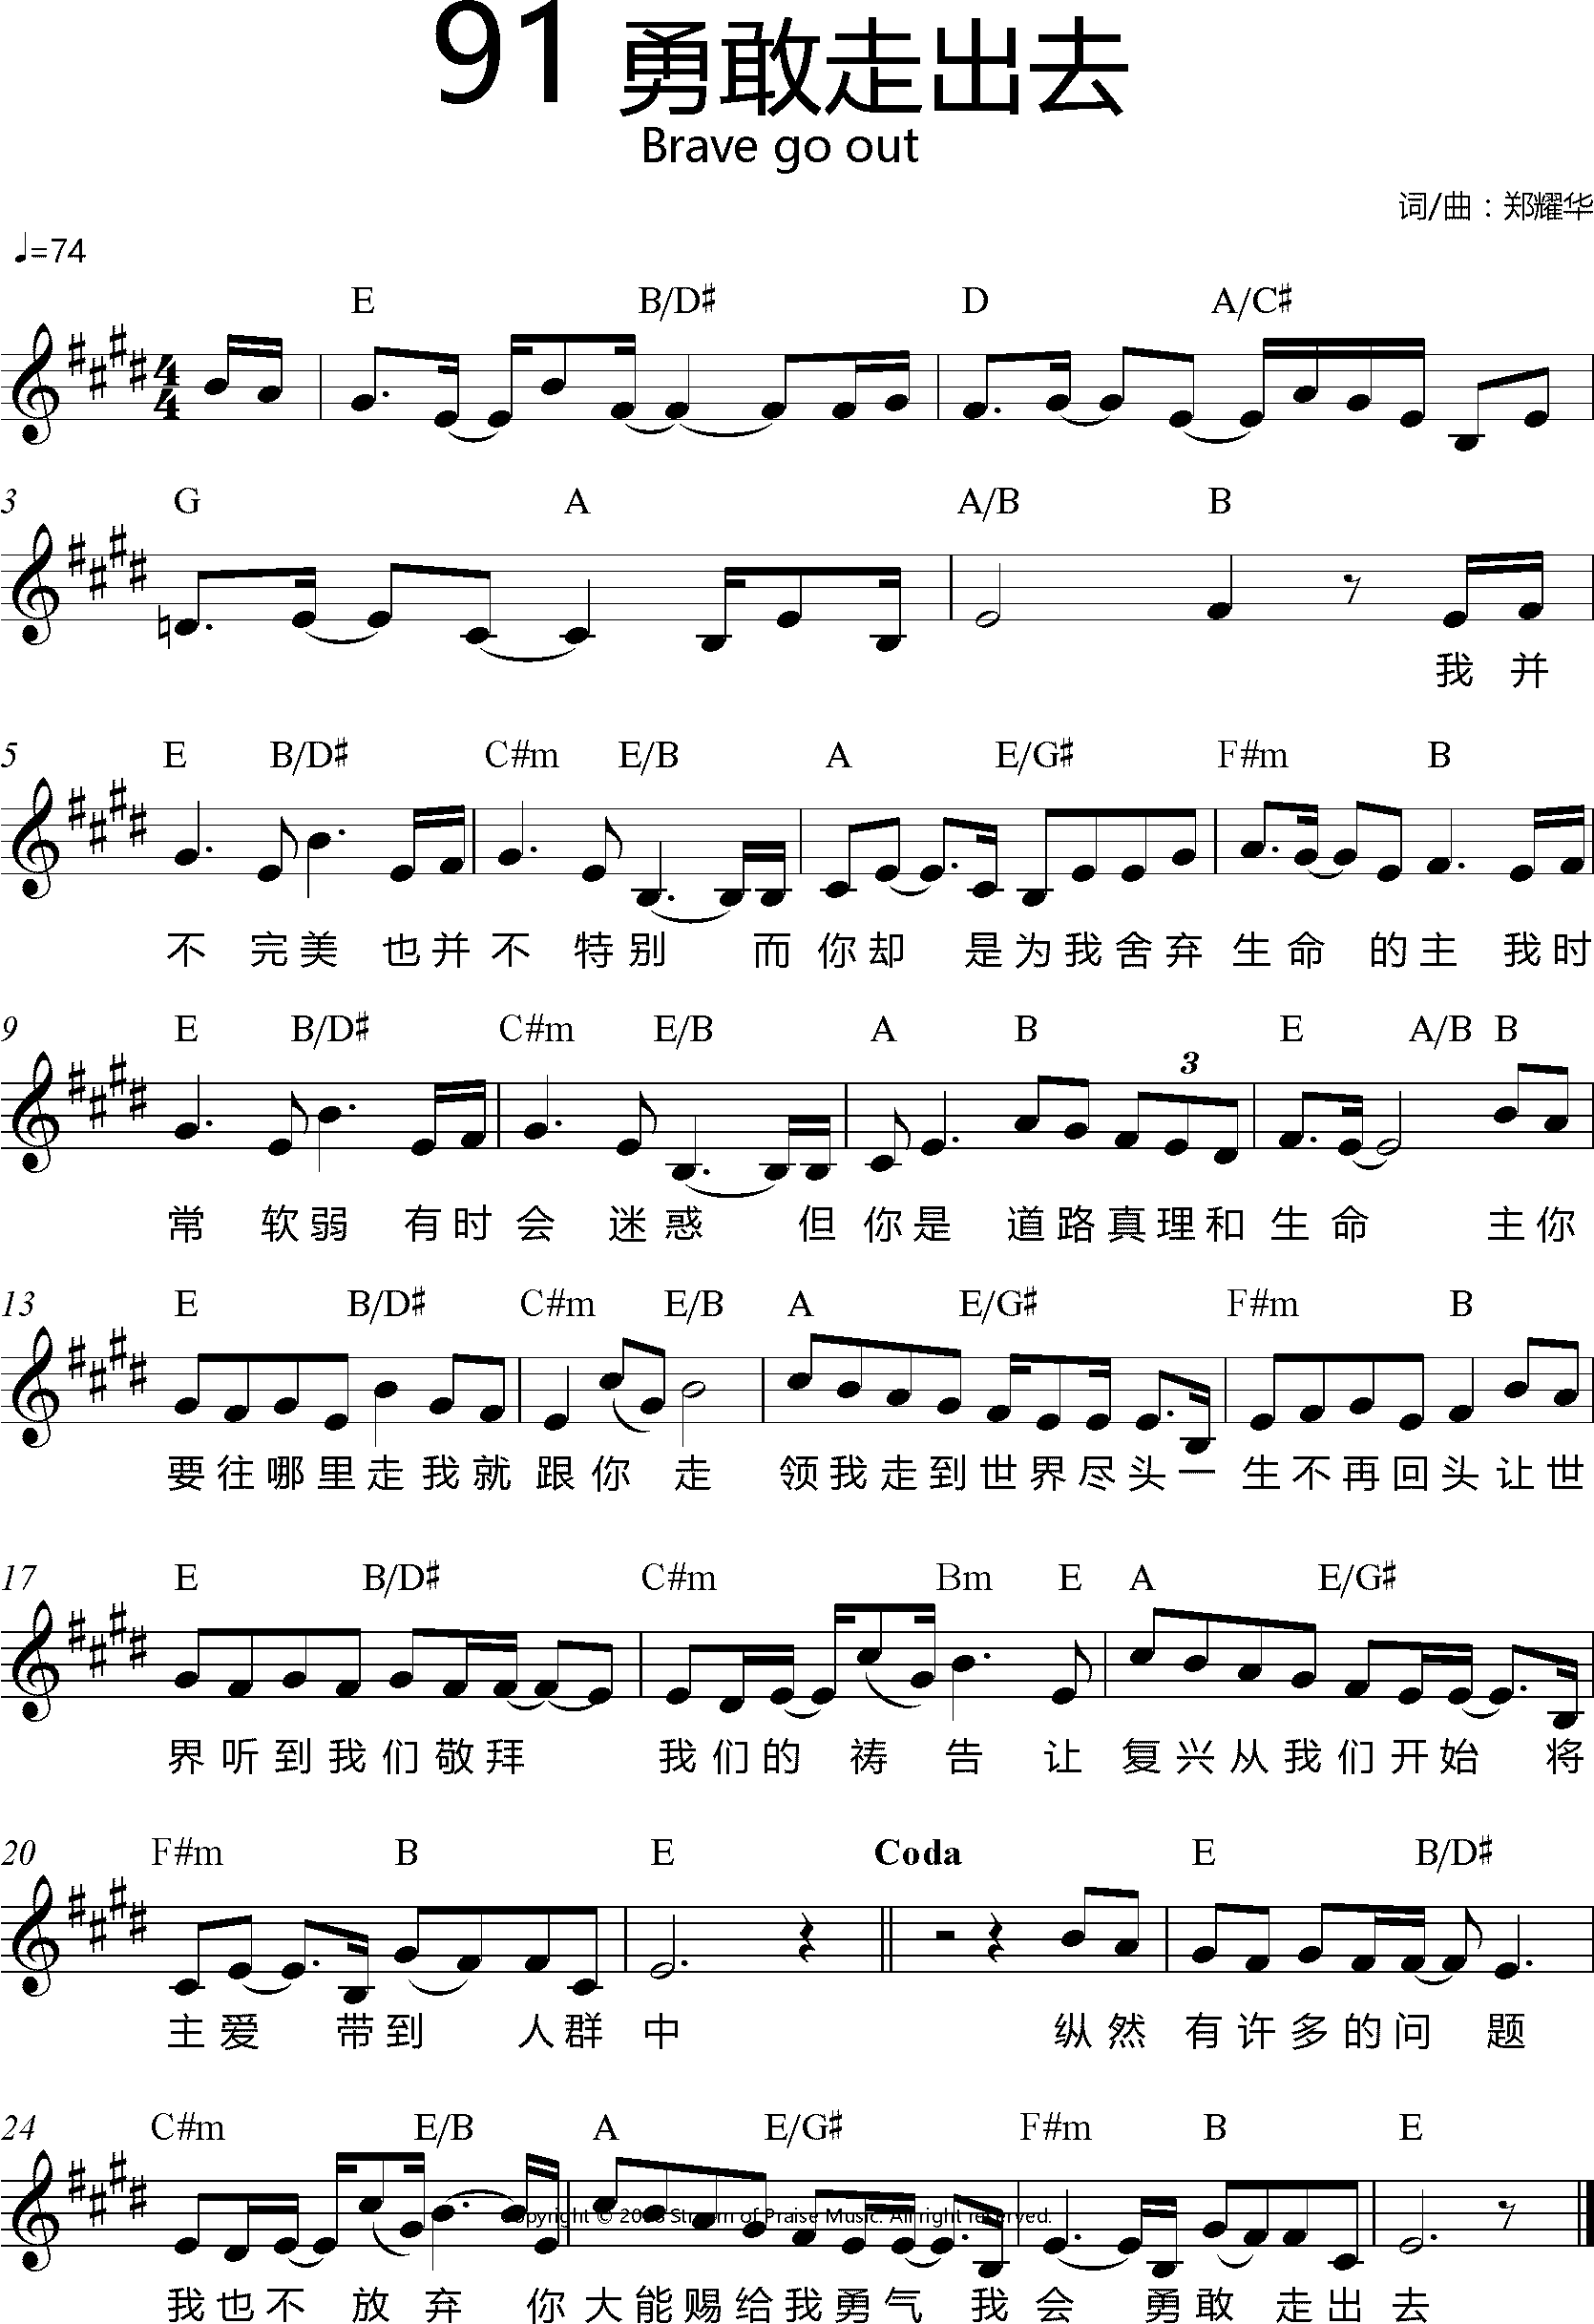 91 勇敢走出去
Brave go out
词/曲：郑耀华
♩=74
E B/D♯ D A/C♯
4
4
3 G A A/B B
我并
5 E B/D♯ C#m E/B A E/G♯ F#m B
不完美也并不特别而你却是为我舍弃生命的主我时
9 E B/D♯ C#m E/B A B E A/B B
3
常软弱有时会迷惑但你是道路真理和生命主你
13 E B/D♯ C#m E/B A E/G♯ F#m B
要往哪里走我就跟你走领我走到世界尽头一生不再回头让世
17 E B/D♯ C#m Bm E A E/G♯
界听到我们敬拜我们的祷告让复兴从我们开始将
20 F#m B E Coda E B/D♯
主爱带到人群中纵然有许多的问题
24 C#m E/B A E/G♯ F#m B E
Copyright © Stream of Praise Music. All right reserved.
我也不放弃你大能赐给我勇气我会勇敢走出去